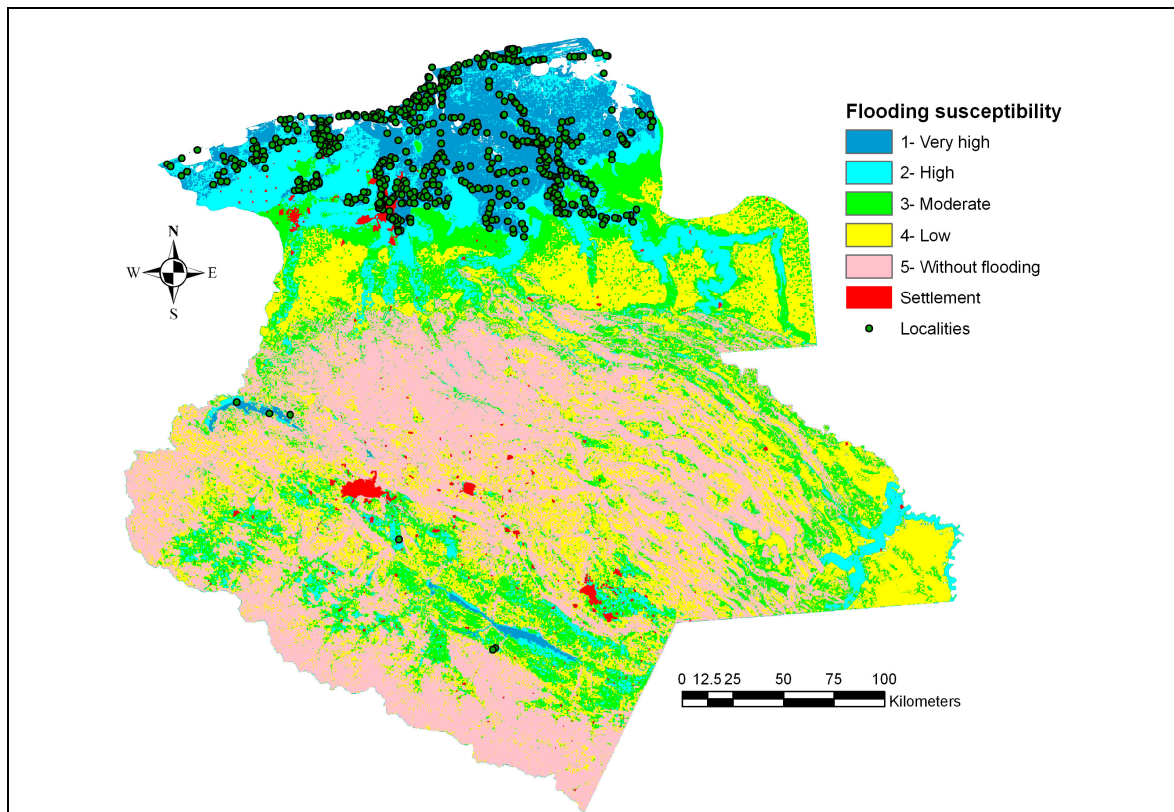 Flooding susceptibility
1- Very high
2- High
3- Moderate
4- Low
5- Without flooding
Settlement
Localities
N
W E
S
0 12.5 25 50 75 100
Kilometers